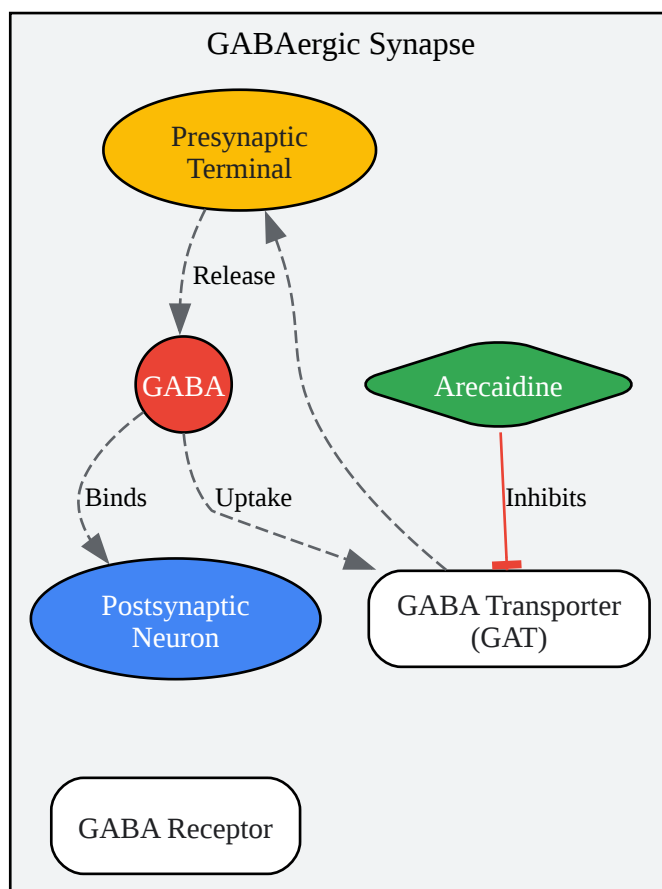 GABAergic Synapse
Presynaptic
Terminal
Release
GABA
Arecaidine
Binds
Uptake
Inhibits
Postsynaptic
Neuron
GABA Transporter
(GAT)
GABA Receptor